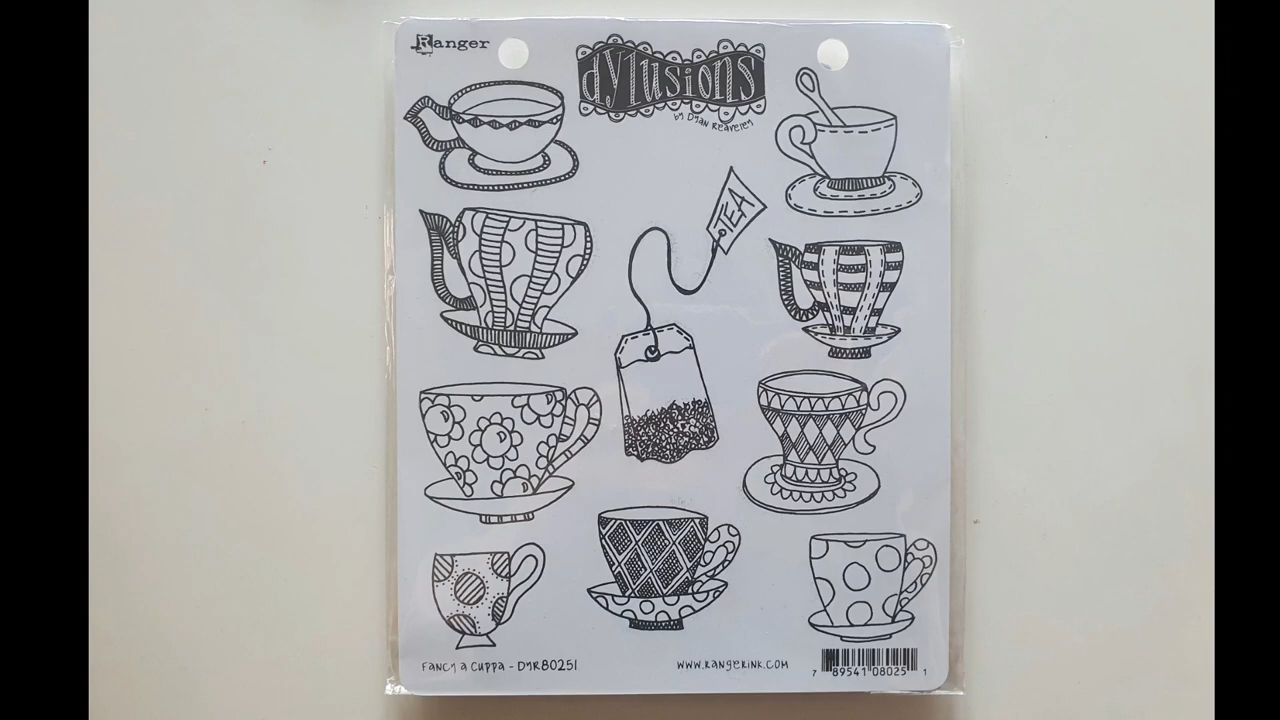 Ranger
dylusions
by Dyan Reaveley
TEA
Fancy a Cuppa - DYR80251
www.rangerink.com
7 89541 08025 1